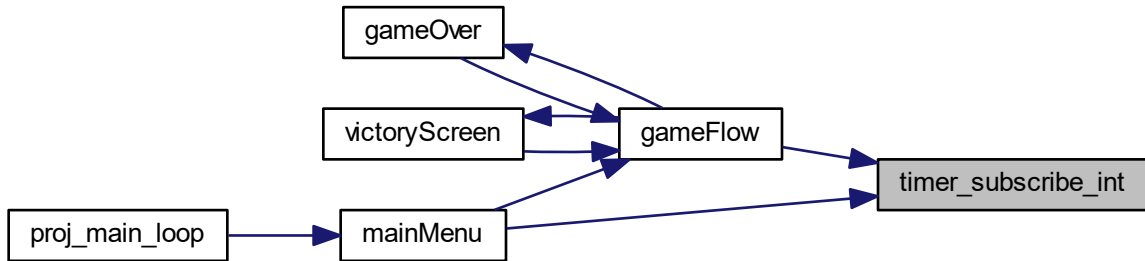 gameOver
victoryScreen
gameFlow
timer_subscribe_int
proj_main_loop
mainMenu